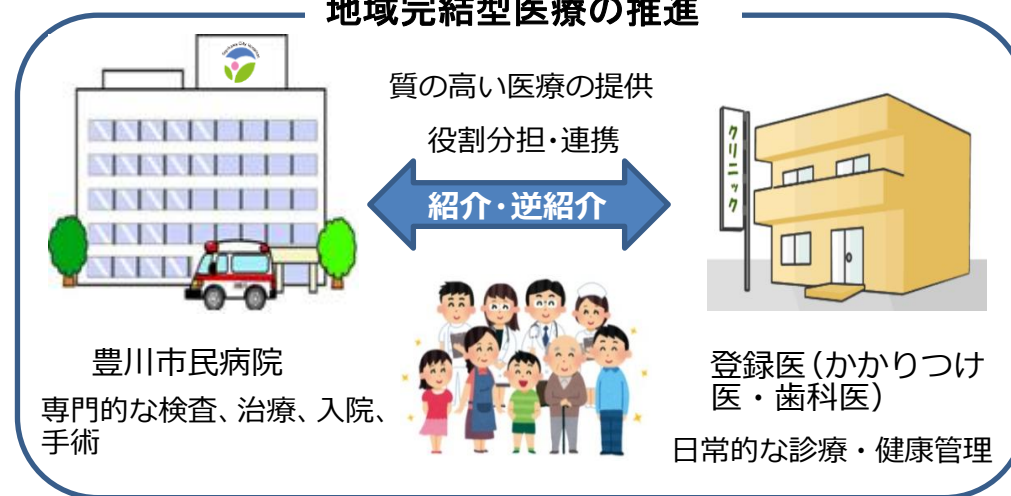 地域完結型医療の推進
質の高い医療の提供
役割分担・連携
紹介・逆紹介
クリニック
豊川市民病院
専門的な検査、治療、入院、
手術
登録医（かかりつけ
医・歯科医）
日常的な診療・健康管理